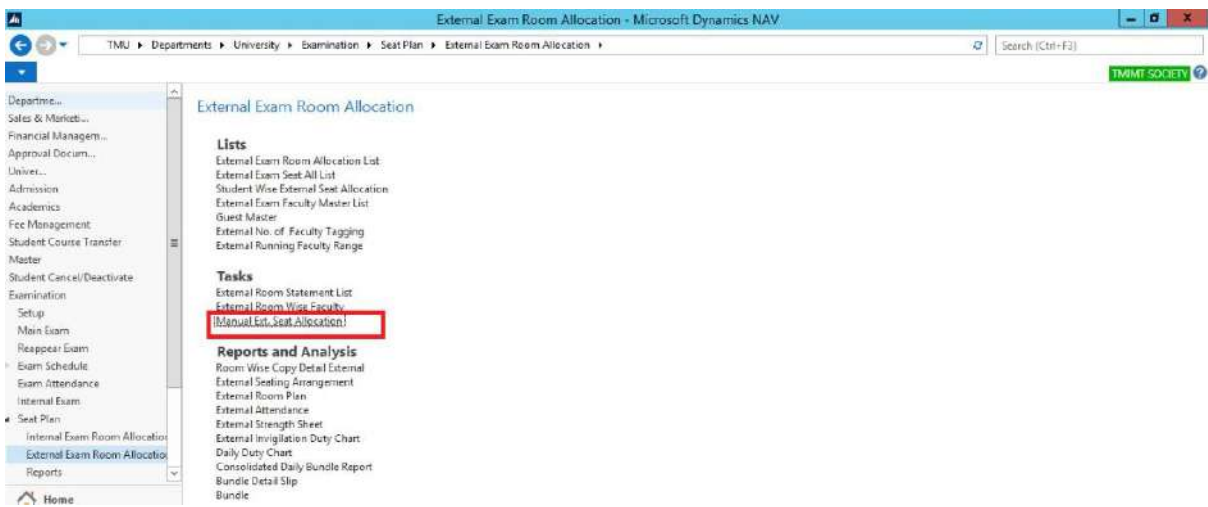 External Exam Room Allocation - Microsoft Dynamics NAV
TMU ▸ Departments ▸ University ▸ Examination ▸ Seat Plan ▸ External Exam Room Allocation ▸
Search (Ctrl+F3)
TMIMT SOCIETY
Departme...
Sales & Marketi...
Financial Managem...
Approval Docum...
Univer...
Admission
Academics
Fee Management
Student Course Transfer
Master
Student Cancel/Deactivate
Examination
Setup
Main Exam
Reappear Exam
Exam Schedule
Exam Attendance
Internal Exam
Seat Plan
Internal Exam Room Allocation
External Exam Room Allocation
Reports
Home
External Exam Room Allocation
Lists
External Exam Room Allocation List
External Exam Seat All List
Student Wise External Seat Allocation
External Exam Faculty Master List
Guest Master
External No. of Faculty Tagging
External Running Faculty Range
Tasks
External Room Statement List
External Room Wise Faculty
Manual Ext. Seat Allocation
Reports and Analysis
Room Wise Copy Detail External
External Seating Arrangement
External Room Plan
External Attendance
External Strength Sheet
External Invigilation Duty Chart
Daily Duty Chart
Consolidated Daily Bundle Report
Bundle Detail Slip
Bundle